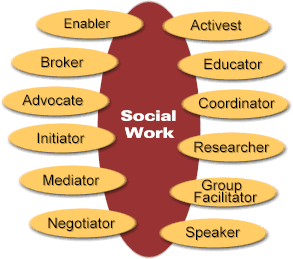 Enabler
Activest
Broker
Educator
Advocate
Coordinator
Social
Work
Initiator
Researcher
Mediator
Group
Facilitator
Negotiator
Speaker